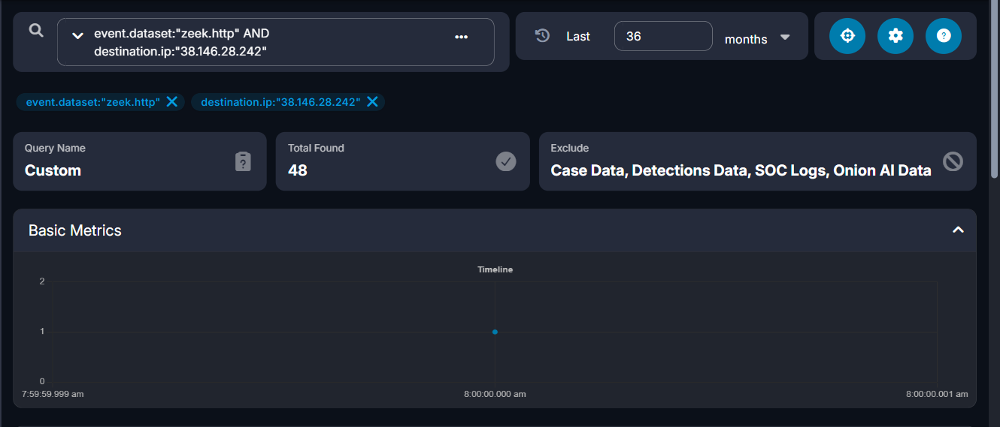 event.dataset:"zeek.http" AND
destination.ip:"38.146.28.242"
Last 36 months
event.dataset:"zeek.http"
destination.ip:"38.146.28.242"
Query Name
Custom
Total Found
48
Exclude
Case Data, Detections Data, SOC Logs, Onion AI Data
Basic Metrics
Timeline
2
1
0
7:59:59.999 am 8:00:00.000 am 8:00:00.001 am